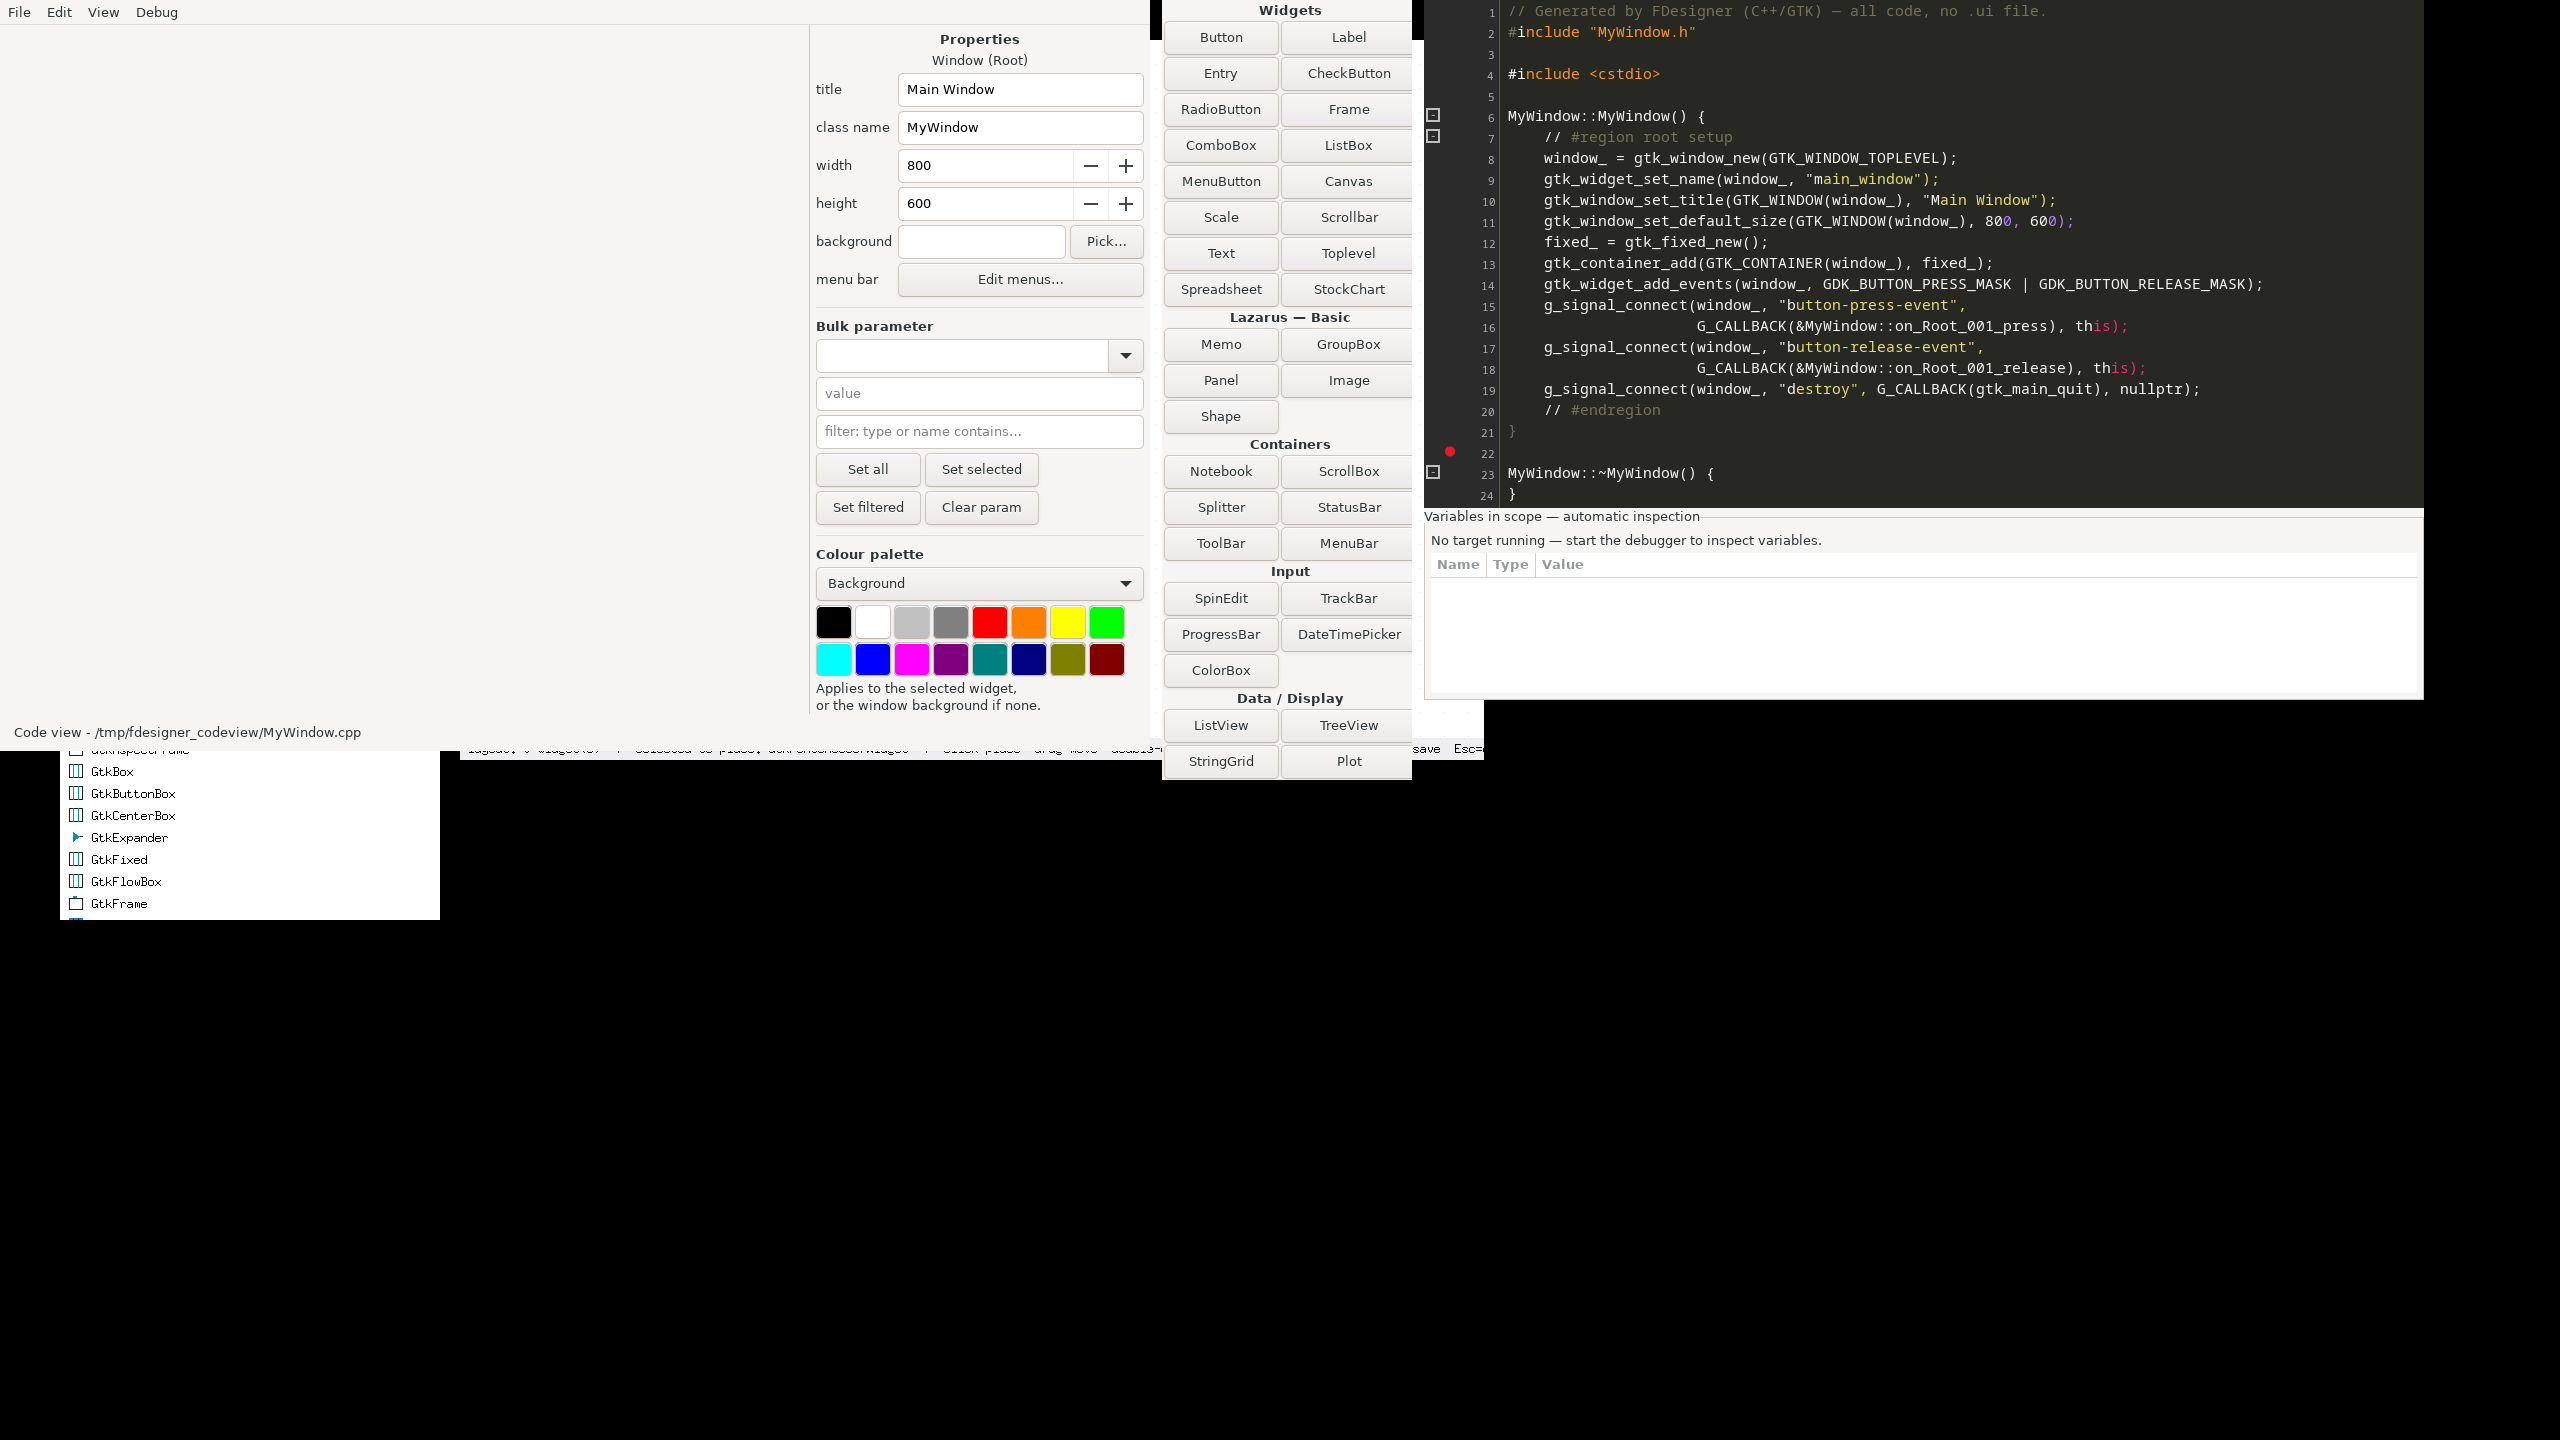 File Edit View Debug
Properties
Window (Root)
title Main Window
class name MyWindow
width 800
height 600
background Pick...
menu bar Edit menus...
Bulk parameter
value
filter: type or name contains...
Set all Set selected
Set filtered Clear param
Colour palette
Background
Applies to the selected widget,
or the window background if none.
Code view - /tmp/fdesigner_codeview/MyWindow.cpp
GtkBox
GtkButtonBox
GtkCenterBox
GtkExpander
GtkFixed
GtkFlowBox
GtkFrame
Widgets
Button Label
Entry CheckButton
RadioButton Frame
ComboBox ListBox
MenuButton Canvas
Scale Scrollbar
Text Toplevel
Spreadsheet StockChart
Lazarus — Basic
Memo GroupBox
Panel Image
Shape
Containers
Notebook ScrollBox
Splitter StatusBar
ToolBar MenuBar
Input
SpinEdit TrackBar
ProgressBar DateTimePicker
ColorBox
Data / Display
ListView TreeView
StringGrid Plot
save Esc=
1 // Generated by FDesigner (C++/GTK) — all code, no .ui file.
2 #include "MyWindow.h"
3
4 #include <cstdio>
5
6 MyWindow::MyWindow() {
7 // #region root setup
8 window_ = gtk_window_new(GTK_WINDOW_TOPLEVEL);
9 gtk_widget_set_name(window_, "main_window");
10 gtk_window_set_title(GTK_WINDOW(window_), "Main Window");
11 gtk_window_set_default_size(GTK_WINDOW(window_), 800, 600);
12 fixed_ = gtk_fixed_new();
13 gtk_container_add(GTK_CONTAINER(window_), fixed_);
14 gtk_widget_add_events(window_, GDK_BUTTON_PRESS_MASK | GDK_BUTTON_RELEASE_MASK);
15 g_signal_connect(window_, "button-press-event",
16 G_CALLBACK(&MyWindow::on_Root_001_press), this);
17 g_signal_connect(window_, "button-release-event",
18 G_CALLBACK(&MyWindow::on_Root_001_release), this);
19 g_signal_connect(window_, "destroy", G_CALLBACK(gtk_main_quit), nullptr);
20 // #endregion
21 }
22
23 MyWindow::~MyWindow() {
24 }
Variables in scope — automatic inspection
No target running — start the debugger to inspect variables.
Name Type Value